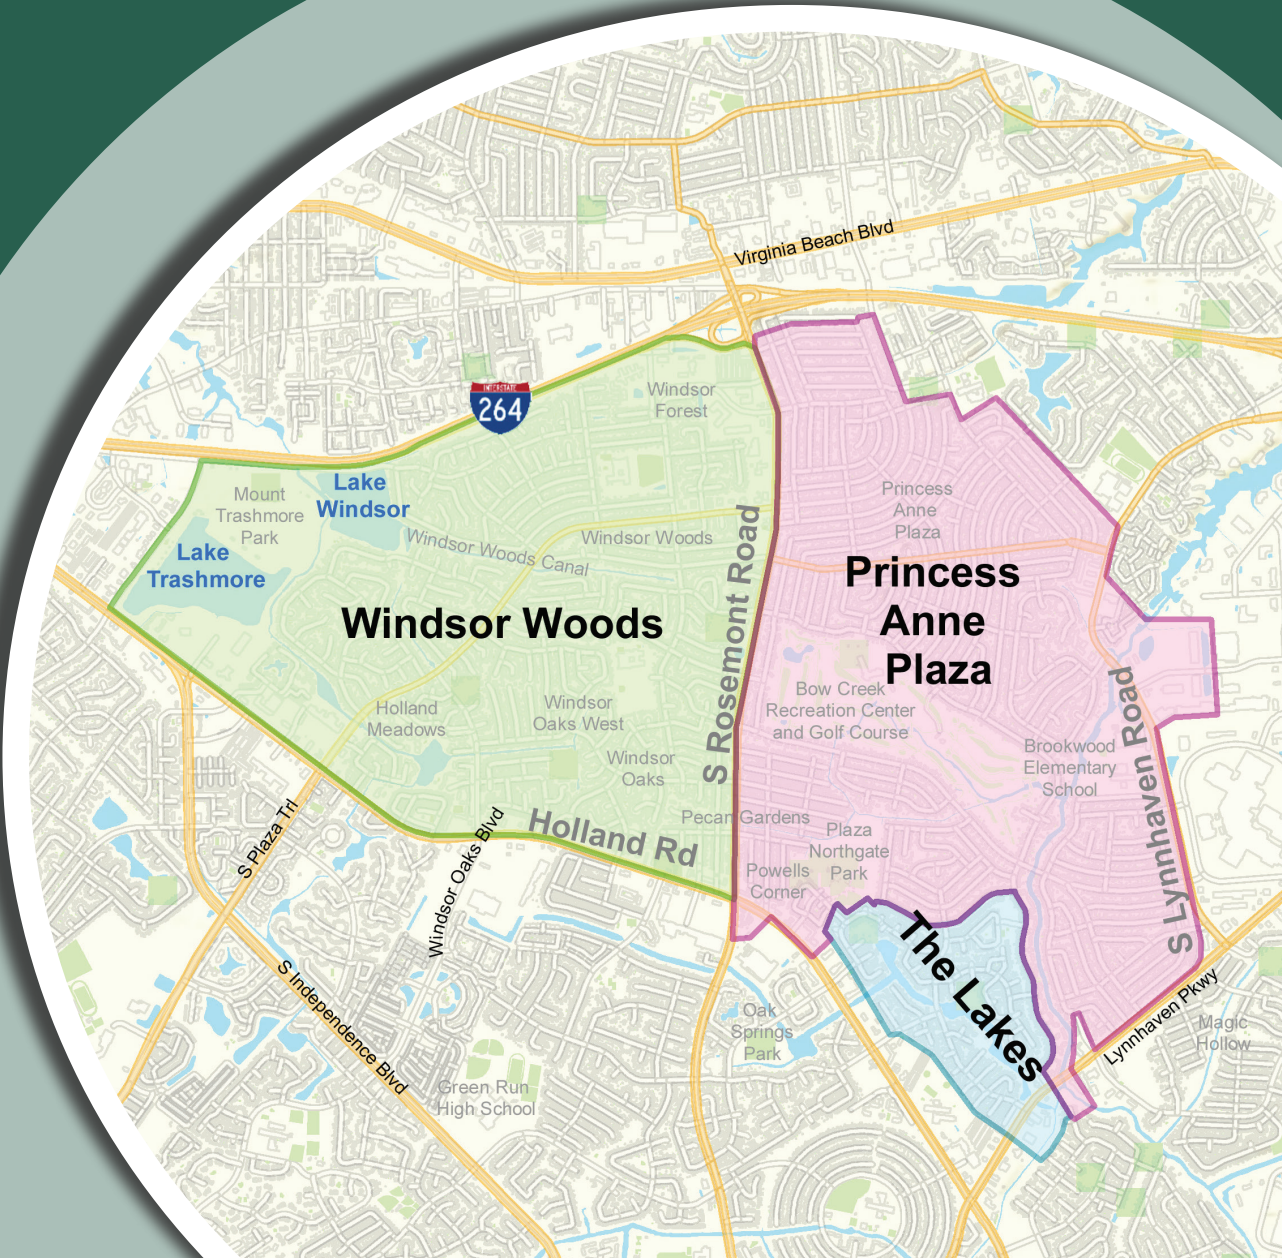 Virginia Beach Blvd
INTERSTATE
264
Windsor
Forest
Lake
Windsor
Mount
Trashmore
Park
Lake
Trashmore
Windsor Woods Canal
Windsor Woods
Princess
Anne
Plaza
Windsor Woods
Princess
Anne
Plaza
S Rosemont Road
Holland
Meadows
Windsor
Oaks West
Windsor
Oaks
Bow Creek
Recreation Center
and Golf Course
Brookwood
Elementary
School
S Lynnhaven Road
Pecan Gardens
Plaza
Northgate
Park
Powells
Corner
Holland Rd
S Plaza Trl
Windsor Oaks Blvd
The Lakes
S Independence Blvd
Lynnhaven Pkwy
Oak
Springs
Park
Magic
Hollow
Green Run
High School